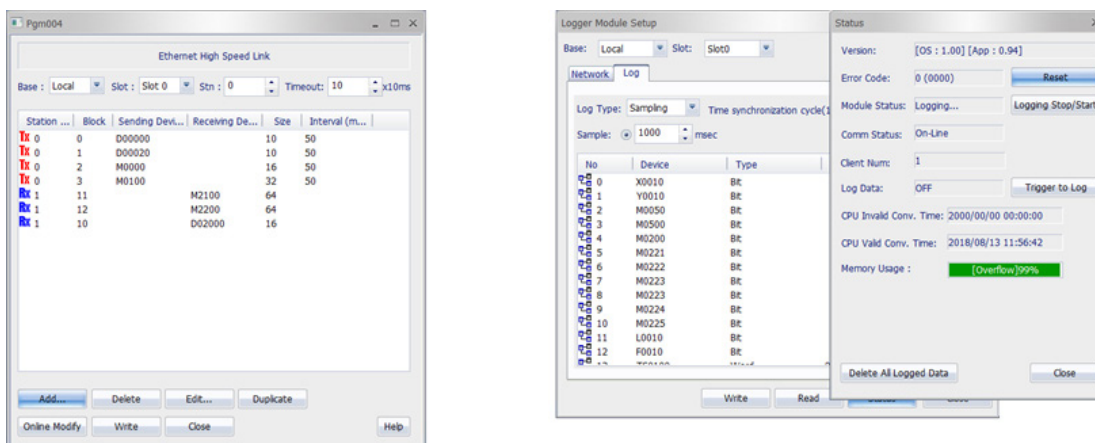 Pgm004
Ethernet High Speed Link
Base : Local Slot : Slot 0 Stn : 0 Timeout: 10 x10ms
Station ... Block Sending Devi... Receiving De... Size Interval (m...
Tx 0 0 D00000 10 50
Tx 0 1 D00020 10 50
Tx 0 2 M0000 16 50
Tx 0 3 M0100 32 50
Rx 1 11 M2100 64
Rx 1 12 M2200 64
Rx 1 10 D02000 16
Add... Delete Edit... Duplicate
Online Modify Write Close Help
Logger Module Setup
Base: Local Slot: Slot0
Network Log
Log Type: Sampling Time synchronization cycle(1
Sample: 1000 msec
No Device Type
0 X0010 Bit
1 Y0010 Bit
2 M0050 Bit
3 M0500 Bit
4 M0200 Bit
5 M0221 Bit
6 M0222 Bit
7 M0223 Bit
8 M0223 Bit
9 M0224 Bit
10 M0225 Bit
11 L0010 Bit
12 F0010 Bit
Write Read
Status
Version: [OS : 1.00] [App : 0.94]
Error Code: 0 (0000) Reset
Module Status: Logging... Logging Stop/Start
Comm Status: On-Line
Client Num: 1
Log Data: OFF Trigger to Log
CPU Invalid Conv. Time: 2000/00/00 00:00:00
CPU Valid Conv. Time: 2018/08/13 11:56:42
Memory Usage : [Overflow]99%
Delete All Logged Data Close